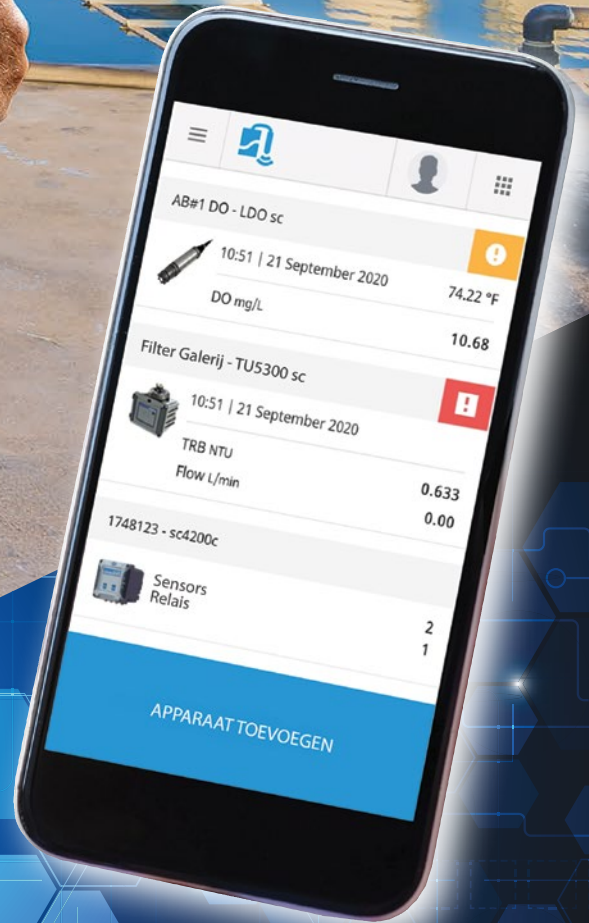 AB#1 DO - LDO sc
10:51 | 21 September 2020
74.22 °F
DO mg/L
10.68
Filter Galerij - TU5300 sc
10:51 | 21 September 2020
TRB NTU
0.633
Flow L/min
0.00
1748123 - sc4200c
Sensors
2
Relais
1
APPARAAT TOEVOEGEN